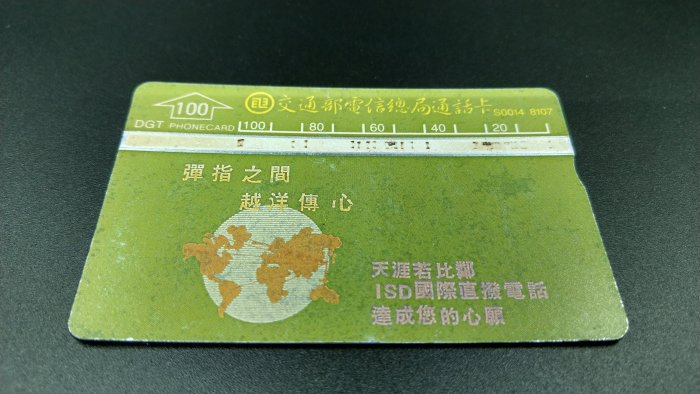 100
交通部電信總局通話卡 S0014 8107
DGT PHONECARD 100 80 60 40 20
彈指之間
越洋傳心
天涯若比鄰
ISD國際直撥電話
達成您的心願